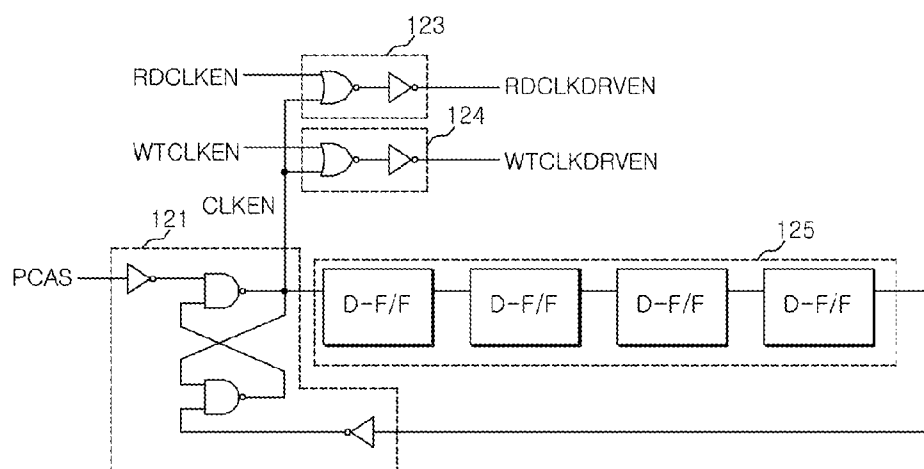 123
RDCLKEN
RDCLKDRVEN
124
WTCLKEN
WTCLKDRVEN
CLKEN
121
125
PCAS
D-F/F
D-F/F
D-F/F
D-F/F